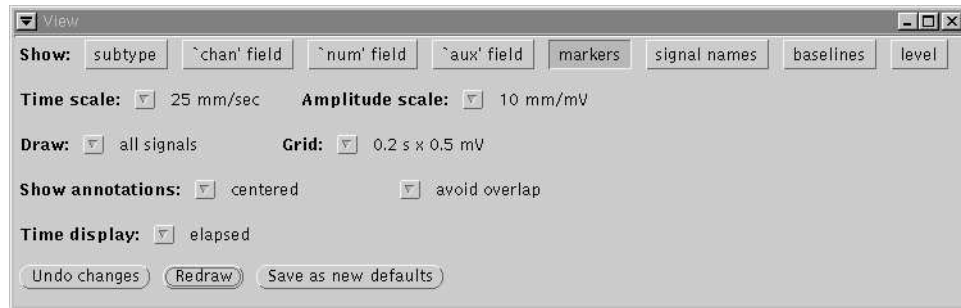 View
Show: subtype `chan' field `num' field `aux' field markers signal names baselines level
Time scale: 25 mm/sec Amplitude scale: 10 mm/mV
Draw: all signals Grid: 0.2 s x 0.5 mV
Show annotations: centered avoid overlap
Time display: elapsed
Undo changes Redraw Save as new defaults